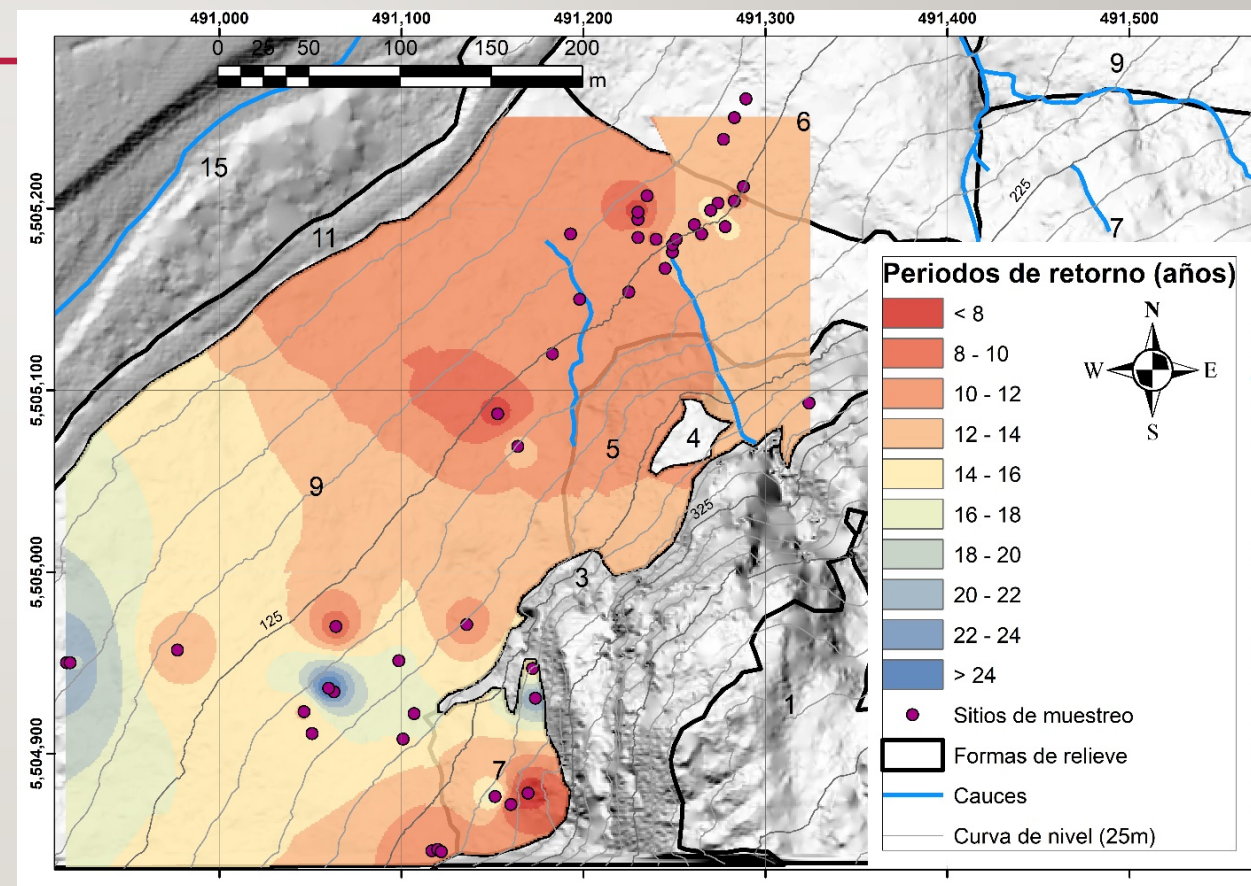 491,000 491,100 491,200 491,300 491,400 491,500
0 25 50 100 150 200
m
5,505,200
5,505,100
5,505,000
5,504,900
9
6
15
225
11
7
4
5
9
325
3
125
1
7
Periodos de retorno (años)
< 8
8 - 10
10 - 12
12 - 14
14 - 16
16 - 18
18 - 20
20 - 22
22 - 24
> 24
N
W E
S
Sitios de muestreo
Formas de relieve
Cauces
Curva de nivel (25m)